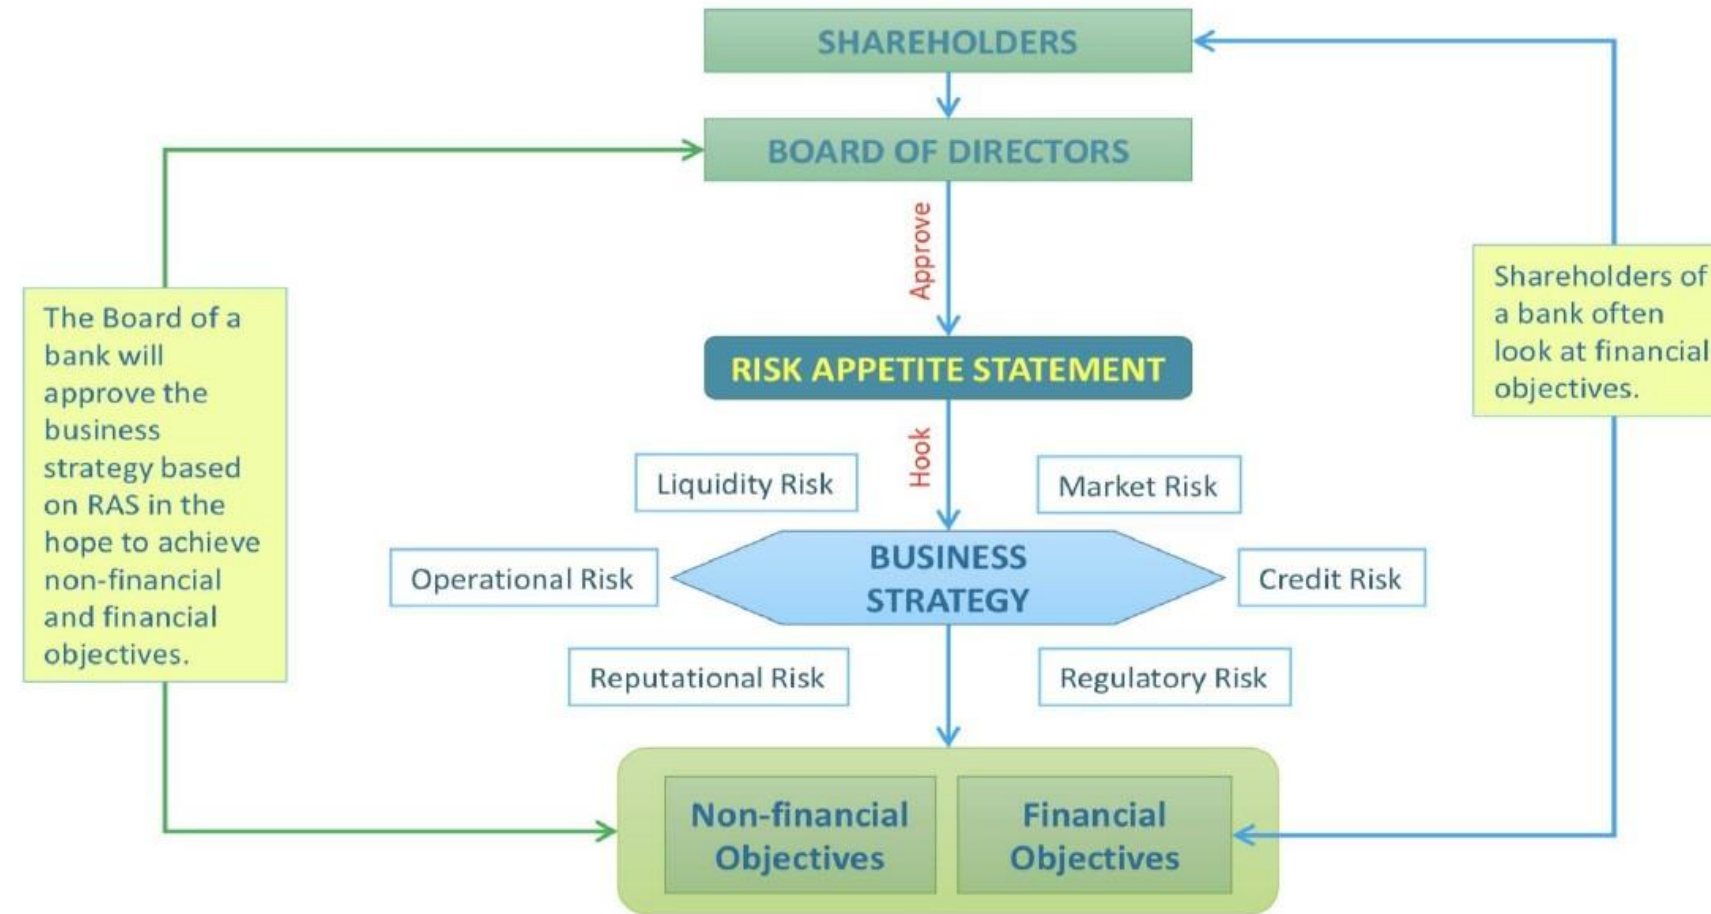 SHAREHOLDERS
BOARD OF DIRECTORS
Approve
The Board of a
bank will
approve the
business
strategy based
on RAS in the
hope to achieve
non-financial
and financial
objectives.
Shareholders of
a bank often
look at financial
objectives.
RISK APPETITE STATEMENT
Hook
Liquidity Risk
Market Risk
Operational Risk
BUSINESS
STRATEGY
Credit Risk
Reputational Risk
Regulatory Risk
Non-financial
Objectives
Financial
Objectives